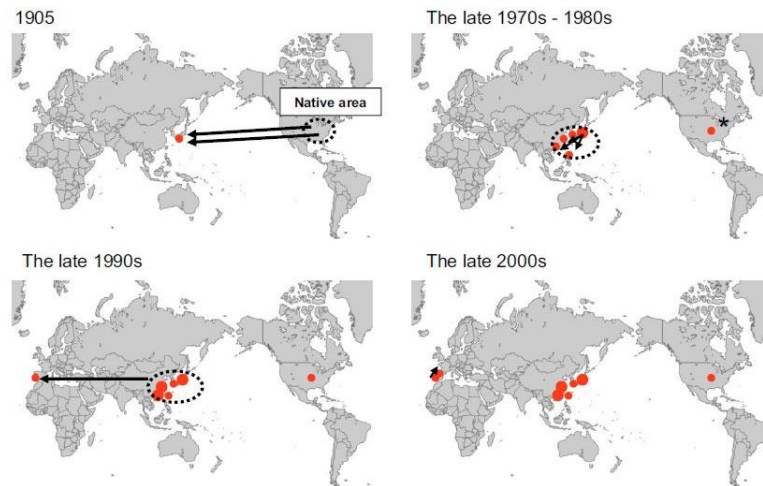 1905
The late 1970s - 1980s
Native area
*
The late 1990s
The late 2000s